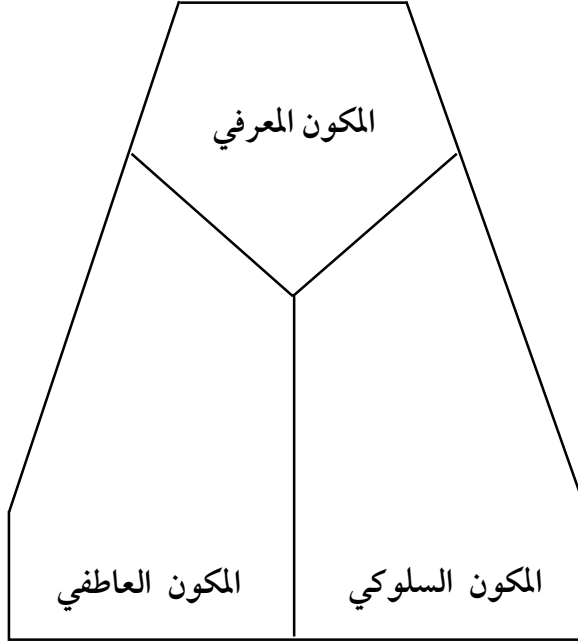 المكون المعرفي
المكون السلوكي
المكون العاطفي